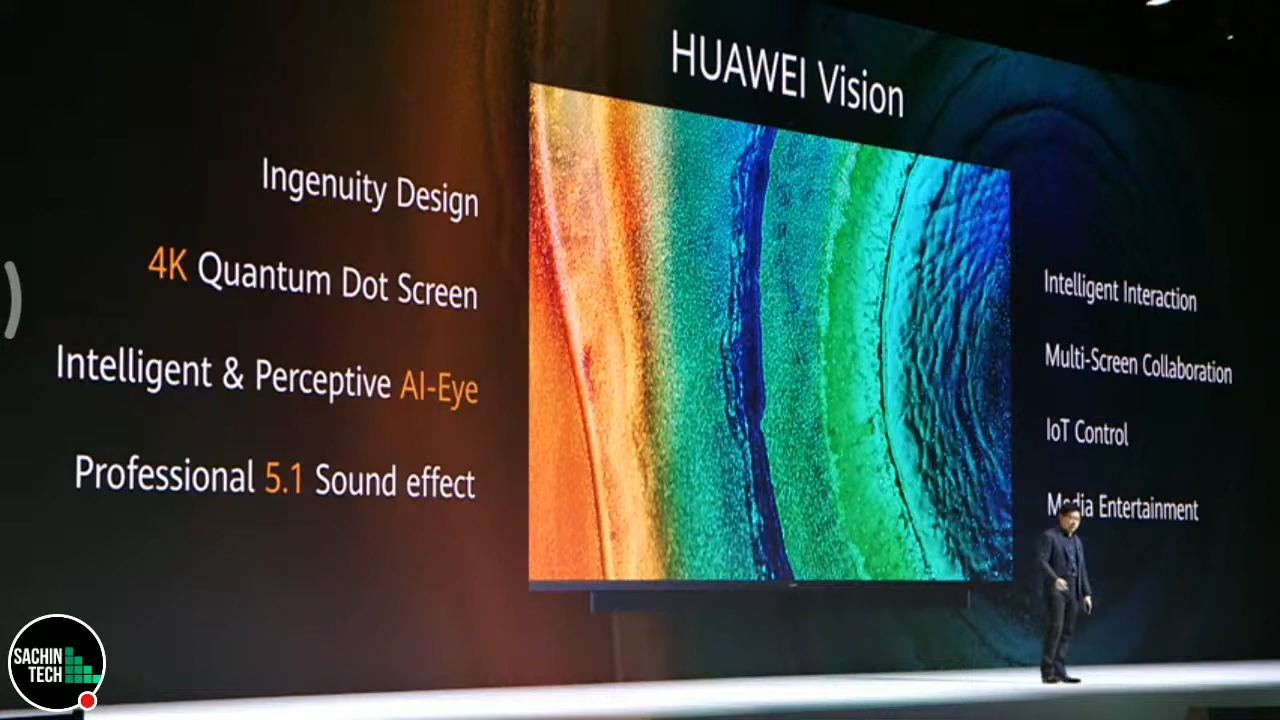 HUAWEI Vision
Ingenuity Design
4K Quantum Dot Screen
Intelligent & Perceptive AI-Eye
Professional 5.1 Sound effect
Intelligent Interaction
Multi-Screen Collaboration
IoT Control
Media Entertainment
SACHIN
TECH